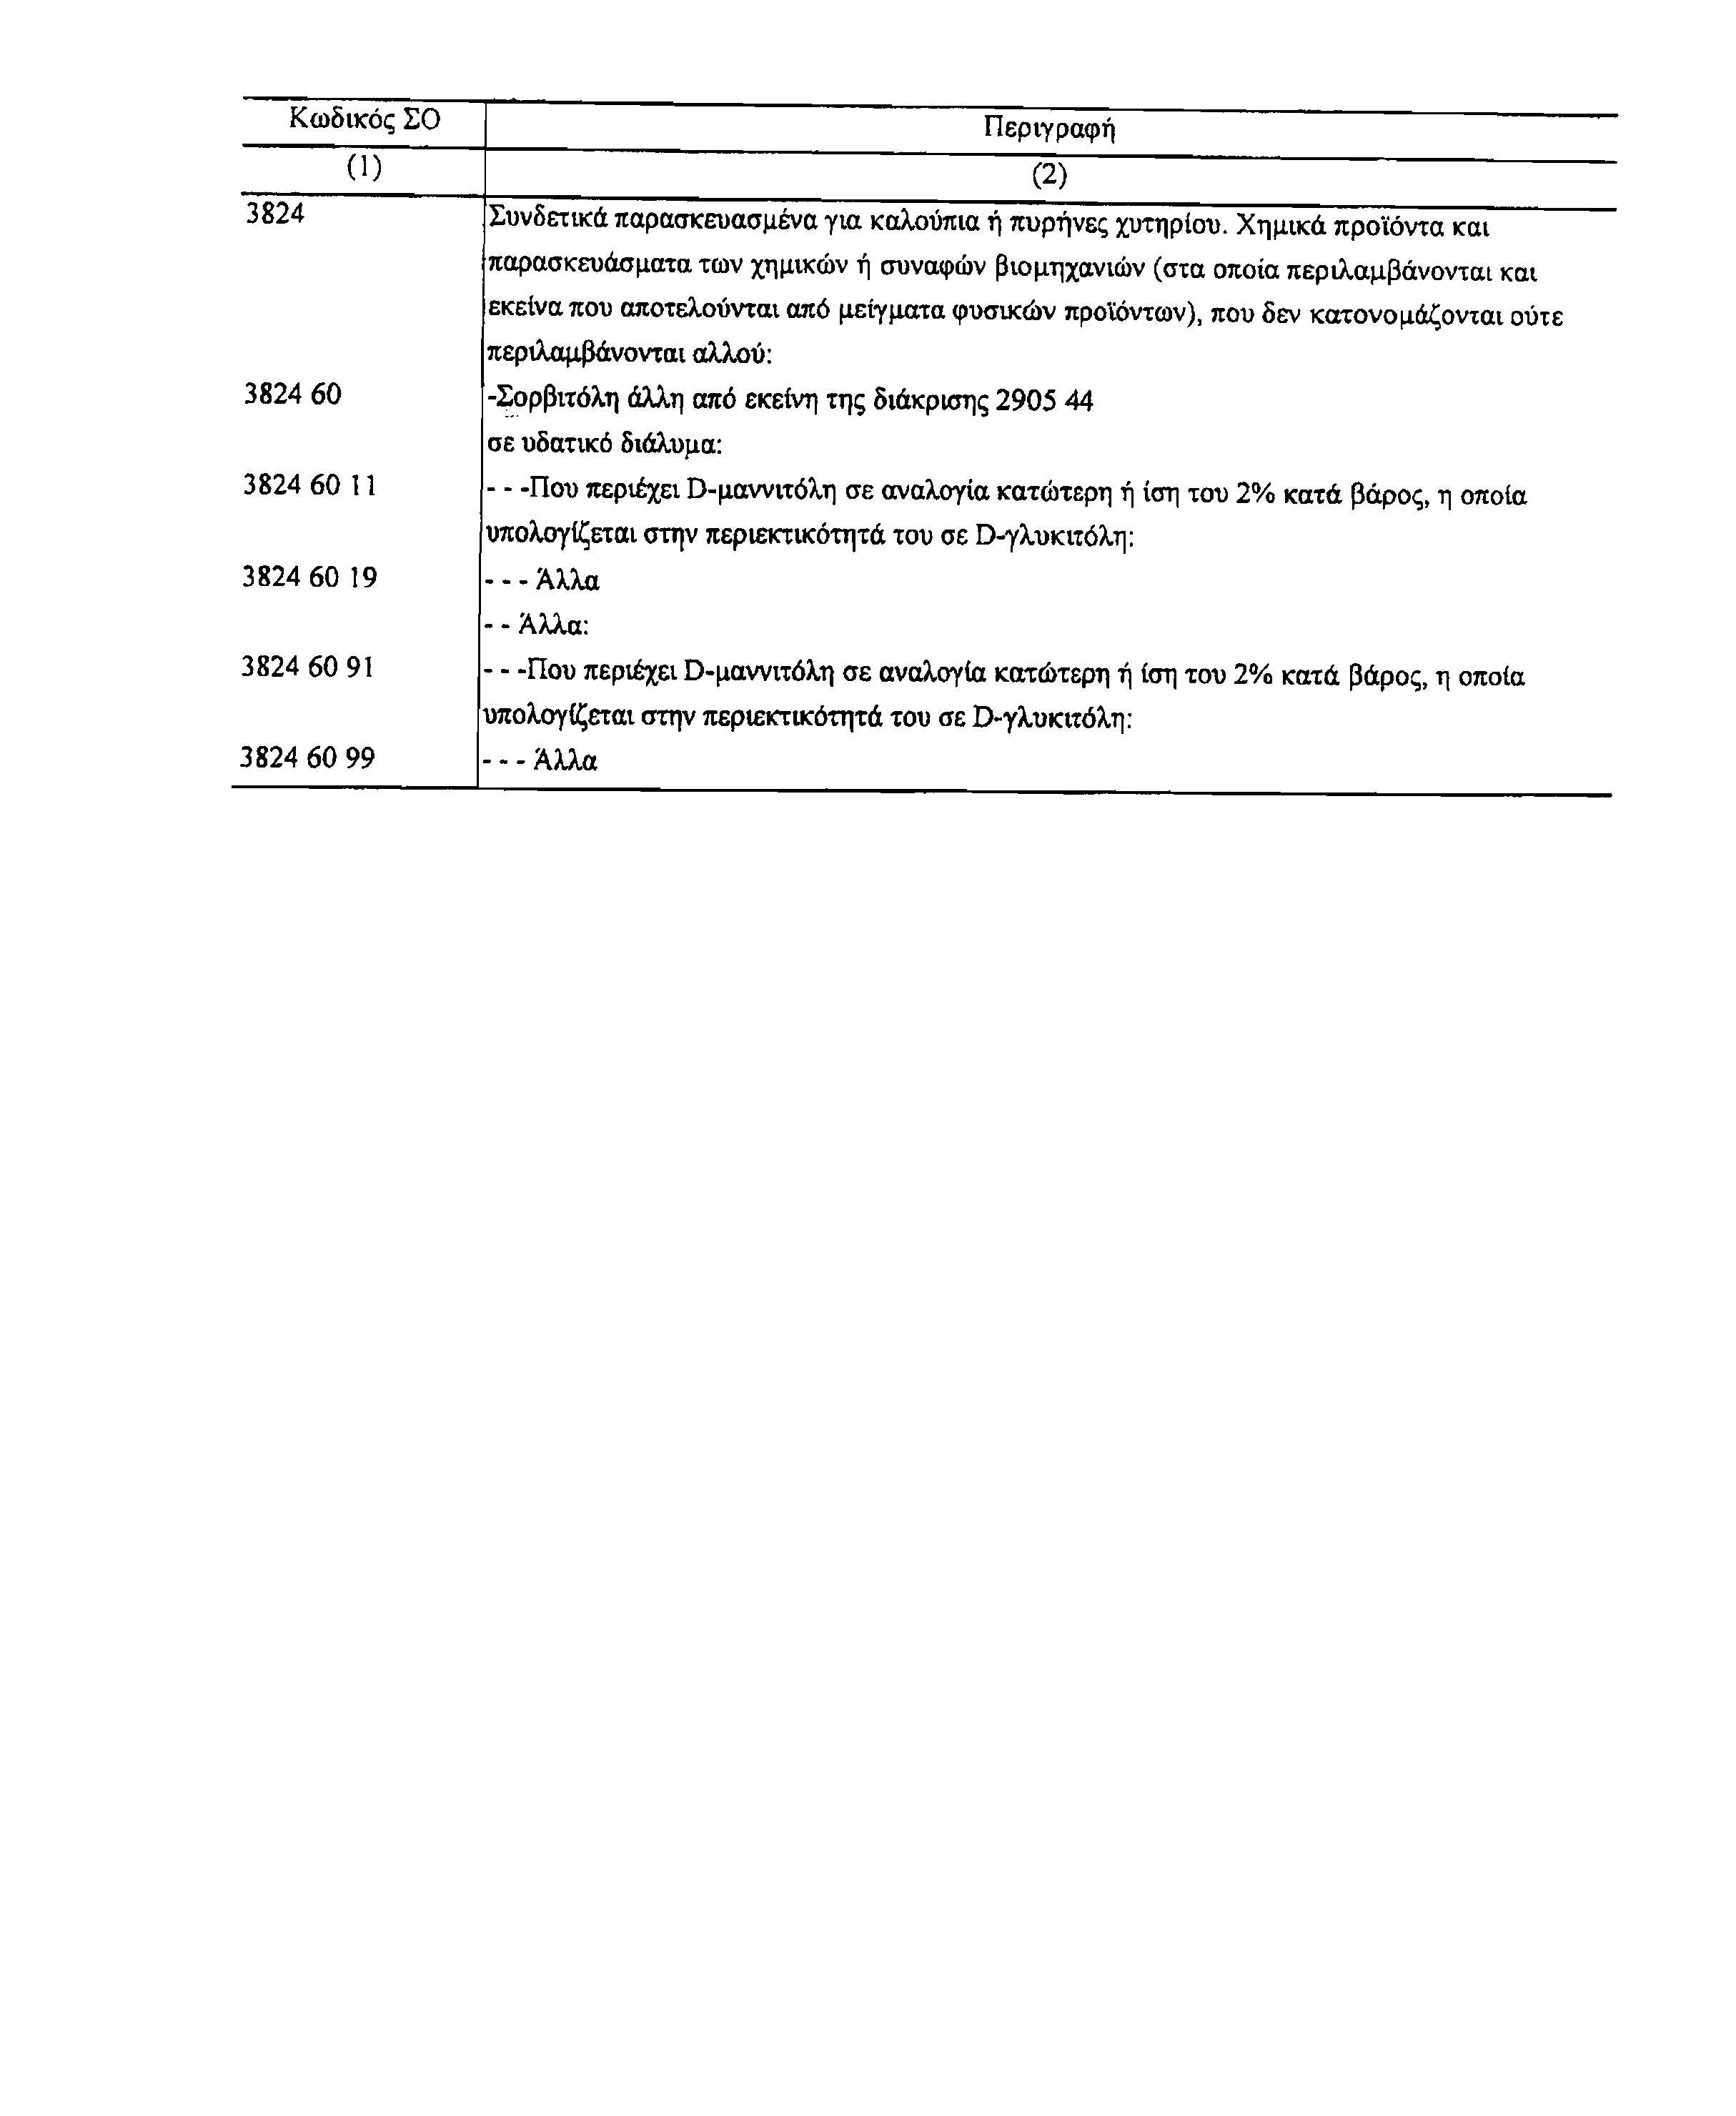 Κωδικός ΣΟ Περιγραφή
(1) (2)
3824 Συνδετικά παρασκευασμένα για καλούπια ή πυρήνες χυτηρίου. Χημικά προϊόντα και
παρασκευάσματα των χημικών ή συναφών βιομηχανιών (στα οποία περιλαμβάνονται και
εκείνα που αποτελούνται από μείγματα φυσικών προϊόντων), που δεν κατονομάζονται ούτε
περιλαμβάνονται αλλού:
3824 60 -Σορβιτόλη άλλη από εκείνη της διάκρισης 2905 44
σε υδατικό διάλυμα:
3824 60 11 - - -Που περιέχει D-μαννιτόλη σε αναλογία κατώτερη ή ίση του 2% κατά βάρος, η οποία
υπολογίζεται στην περιεκτικότητά του σε D-γλυκιτόλη:
3824 60 19 - - - Άλλα
- - Άλλα:
3824 60 91 - - -Που περιέχει D-μαννιτόλη σε αναλογία κατώτερη ή ίση του 2% κατά βάρος, η οποία
υπολογίζεται στην περιεκτικότητά του σε D-γλυκιτόλη:
3824 60 99 - - - Άλλα